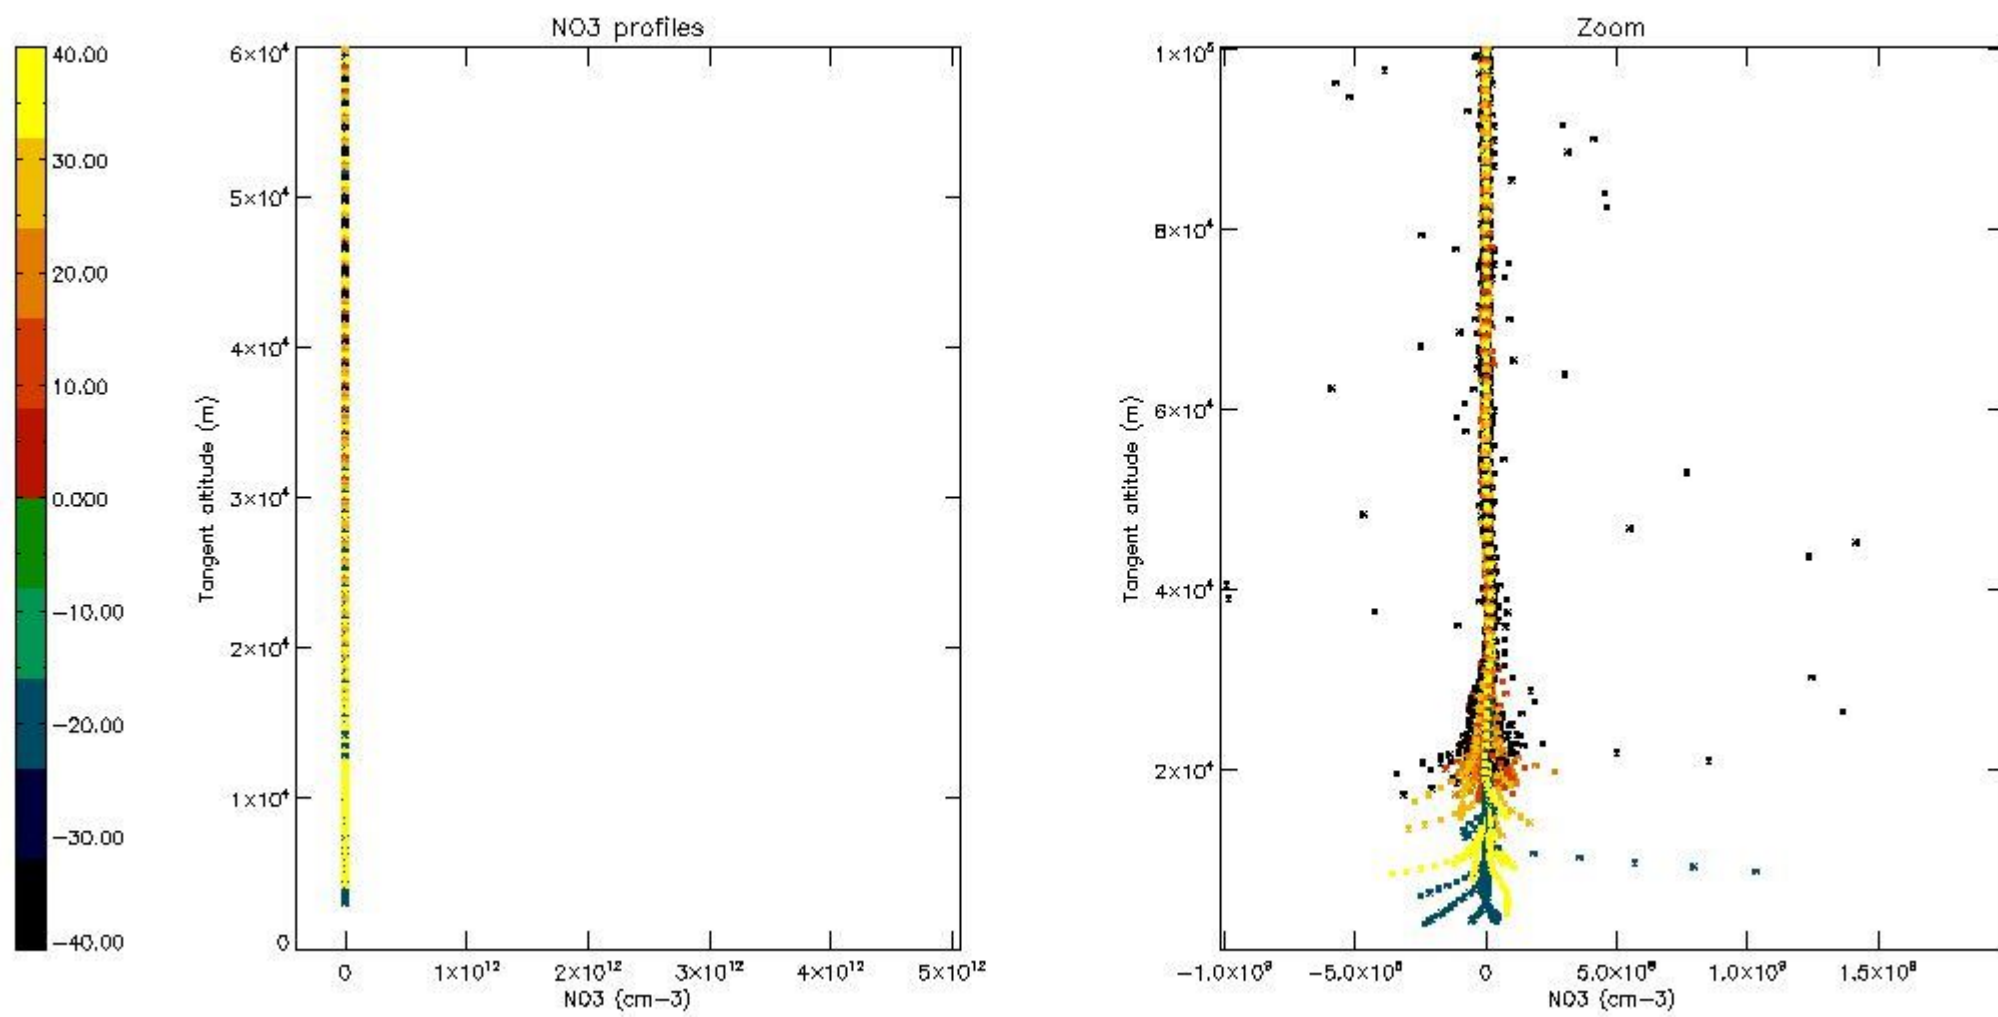 NO3 profiles
40.00
30.00
20.00
10.00
0.000
−10.00
−20.00
−30.00
−40.00
Tangent altitude (m)
6×10⁴
5×10⁴
4×10⁴
3×10⁴
2×10⁴
1×10⁴
0
0 1×10¹² 2×10¹² 3×10¹² 4×10¹² 5×10¹²
NO3 (cm−3)
Zoom
Tangent altitude (m)
1×10⁵
8×10⁴
6×10⁴
4×10⁴
2×10⁴
−1.0×10⁹ −5.0×10⁸ 0 5.0×10⁸ 1.0×10⁹ 1.5×10⁹
NO3 (cm−3)